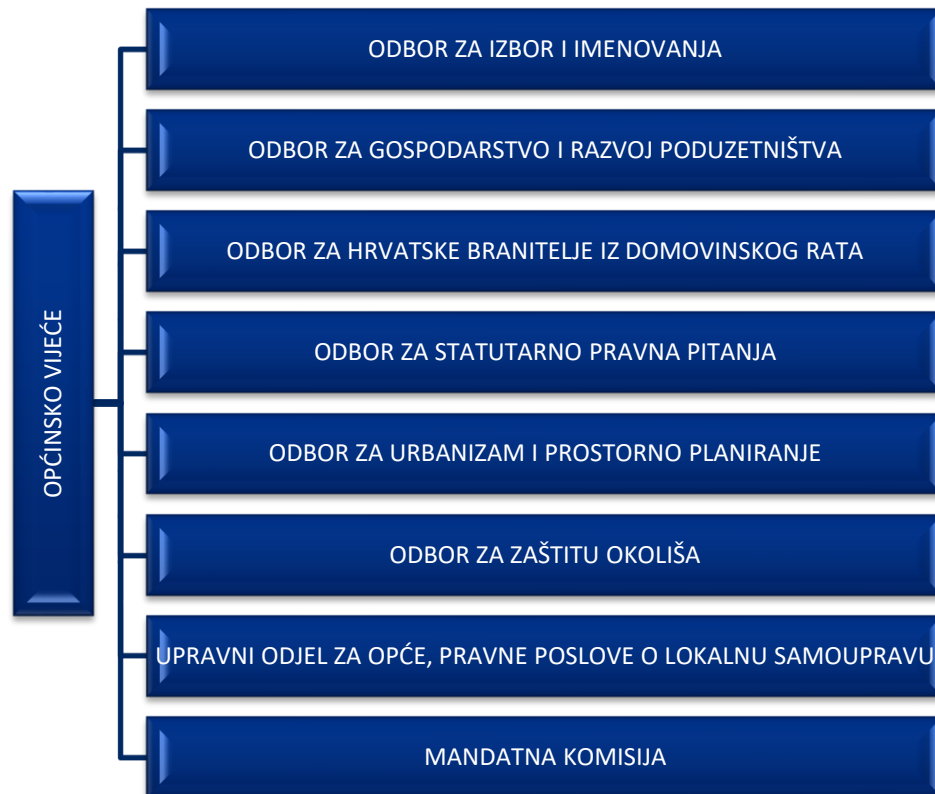 OPĆINSKO VIJEĆE
ODBOR ZA IZBOR I IMENOVANJA
ODBOR ZA GOSPODARSTVO I RAZVOJ PODUZETNIŠTVA
ODBOR ZA HRVATSKE BRANITELJE IZ DOMOVINSKOG RATA
ODBOR ZA STATUTARNO PRAVNA PITANJA
ODBOR ZA URBANIZAM I PROSTORNO PLANIRANJE
ODBOR ZA ZAŠTITU OKOLIŠA
UPRAVNI ODJEL ZA OPĆE, PRAVNE POSLOVE O LOKALNU SAMOUPRAVU
MANDATNA KOMISIJA